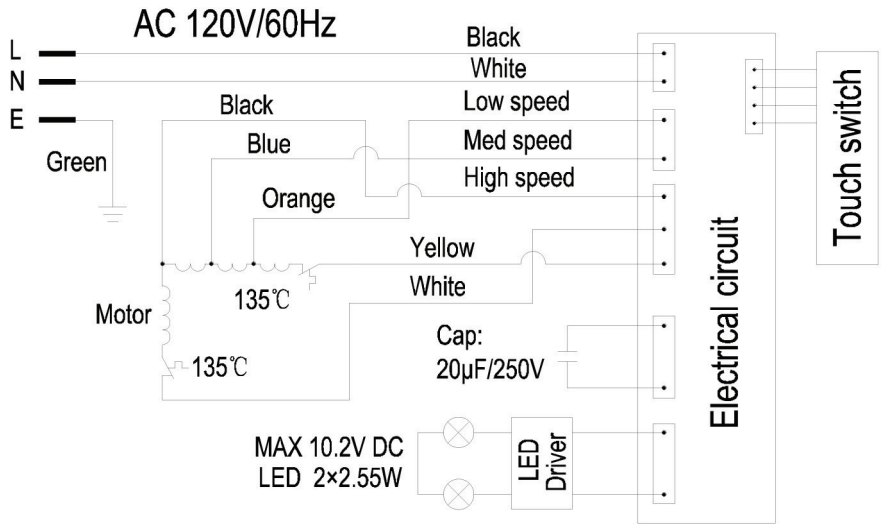 AC 120V/60Hz
L
Black
N
White
E
Black
Low speed
Green
Blue
Med speed
Orange
High speed
Touch switch
Yellow
135℃
White
Motor
135℃
Cap:
20μF/250V
Electrical circuit
MAX 10.2V DC
LED 2×2.55W
LED
Driver